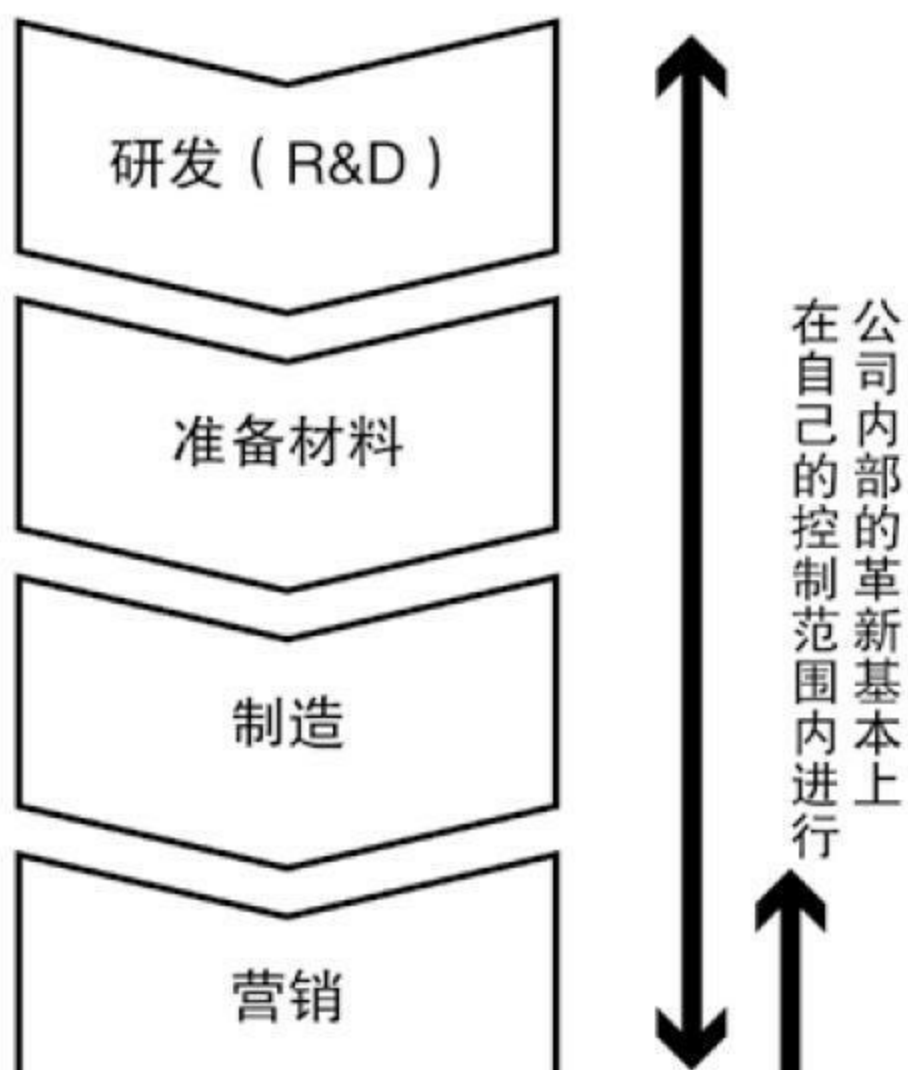 研发（R&D）
准备材料
制造
营销
公司内部的革新基本上
在自己的控制范围内进行